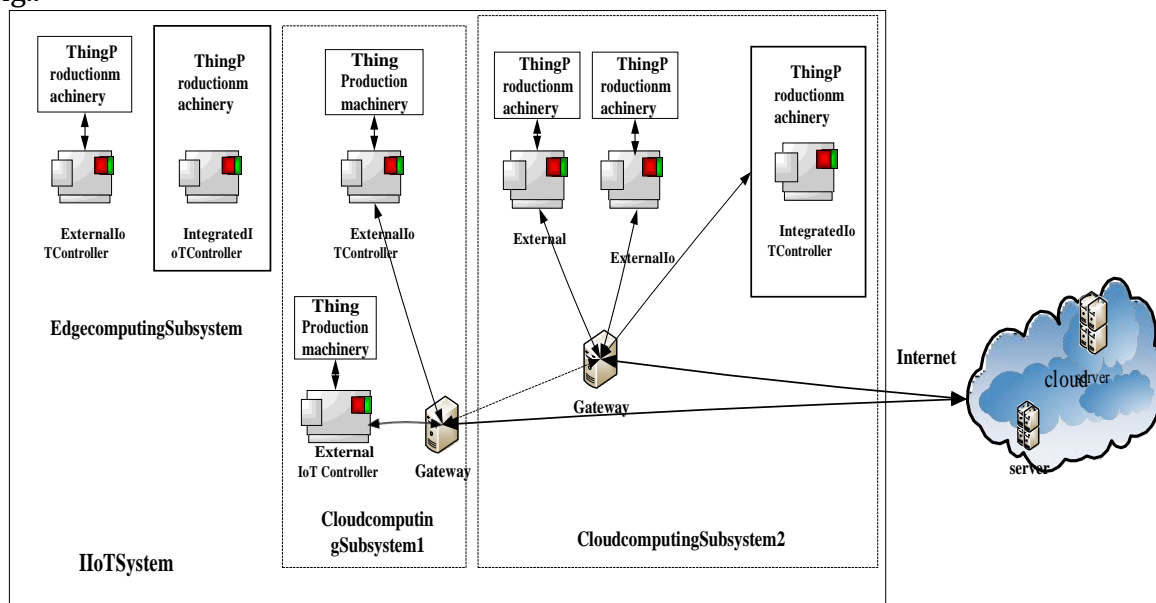 ThingP
roductionm
achinery
ExternalIo
TController
ThingP
roductionm
achinery
IntegratedI
oTController
EdgecomputingSubsystem
IIoTSystem
Thing
Production
machinery
ExternalIo
TController
Thing
Production
machinery
External
IoT Controller
Gateway
Cloudcomputin
gSubsystem1
ThingP
roductionm
achinery
External
ThingP
roductionm
achinery
ExternalIo
ThingP
roductionm
achinery
IntegratedIo
TController
Gateway
CloudcomputingSubsystem2
Internet
cloud
server
server